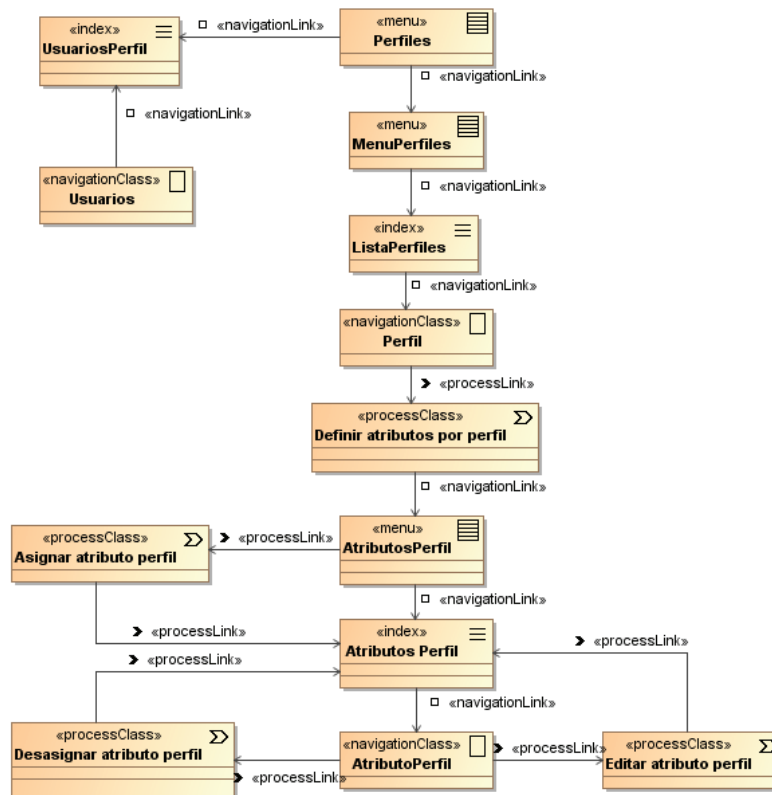 «index»
UsuariosPerfil
«navigationLink»
«menu»
Perfiles
«navigationLink»
«navigationLink»
«menu»
MenuPerfiles
«navigationClass»
Usuarios
«navigationLink»
«index»
ListaPerfiles
«navigationLink»
«navigationClass»
Perfil
«processLink»
«processClass»
Definir atributos por perfil
«navigationLink»
«processClass»
Asignar atributo perfil
«processLink»
«menu»
AtributosPerfil
«navigationLink»
«processLink»
«index»
Atributos Perfil
«processLink»
«processLink»
«navigationLink»
«processClass»
Desasignar atributo perfil
«processLink»
«navigationClass»
AtributoPerfil
«processLink»
«processClass»
Editar atributo perfil